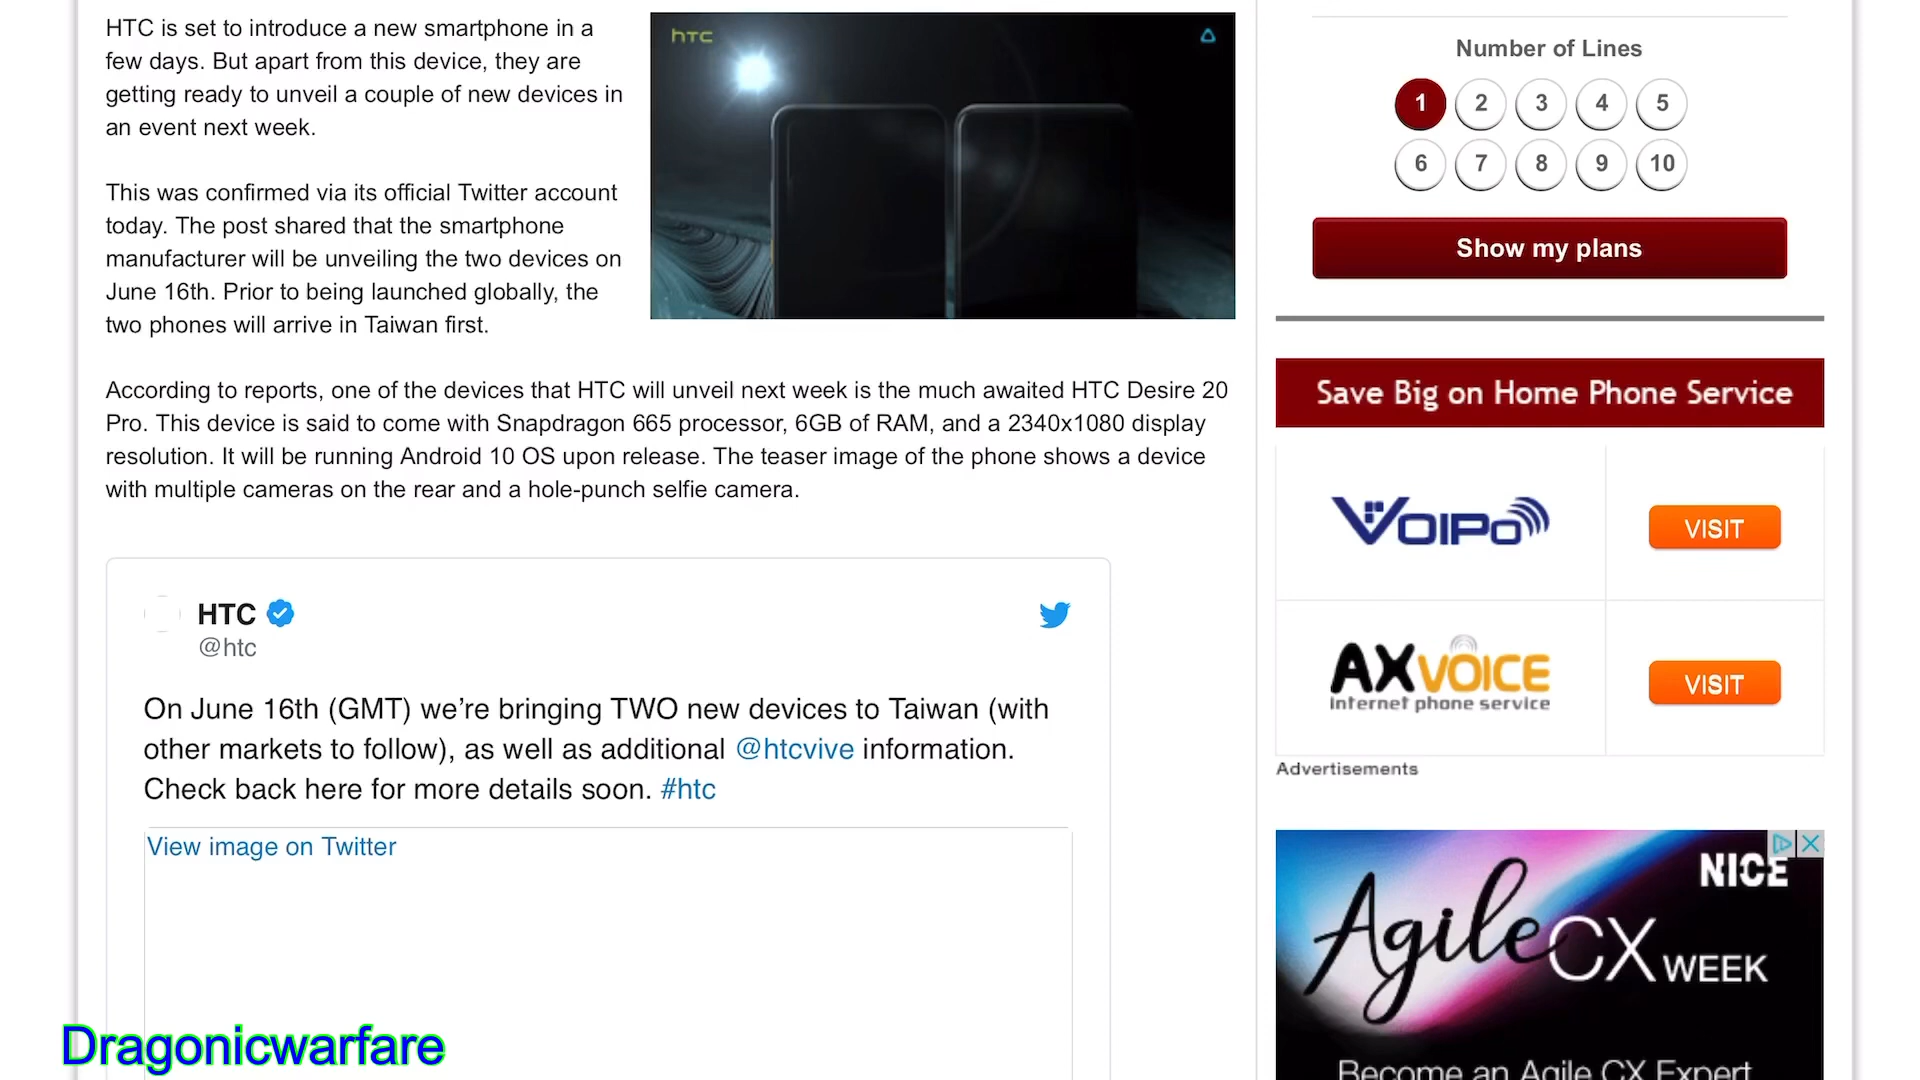 HTC is set to introduce a new smartphone in a
few days. But apart from this device, they are
getting ready to unveil a couple of new devices in
an event next week.
This was confirmed via its official Twitter account
today. The post shared that the smartphone
manufacturer will be unveiling the two devices on
June 16th. Prior to being launched globally, the
two phones will arrive in Taiwan first.
hTC
According to reports, one of the devices that HTC will unveil next week is the much awaited HTC Desire 20
Pro. This device is said to come with Snapdragon 665 processor, 6GB of RAM, and a 2340x1080 display
resolution. It will be running Android 10 OS upon release. The teaser image of the phone shows a device
with multiple cameras on the rear and a hole-punch selfie camera.
HTC
@htc
On June 16th (GMT) we’re bringing TWO new devices to Taiwan (with
other markets to follow), as well as additional @htcvive information.
Check back here for more details soon. #htc
View image on Twitter
Dragonicwarfare
Number of Lines
1 2 3 4 5
6 7 8 9 10
Show my plans
Save Big on Home Phone Service
VOIPO
VISIT
AXVOICE
internet phone service
VISIT
Advertisements
NICE
Agile CX WEEK
Become an Agile CX Expert